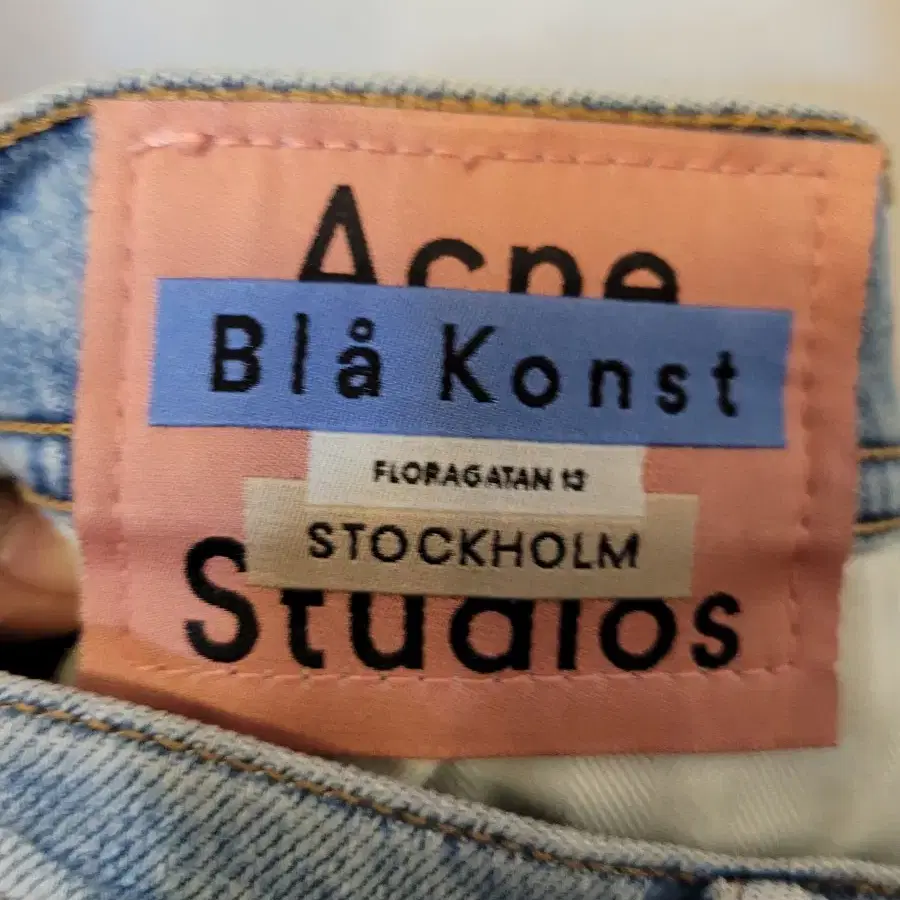 Acne
Blå Konst
FLORAGATAN 13
STOCKHOLM
Studios